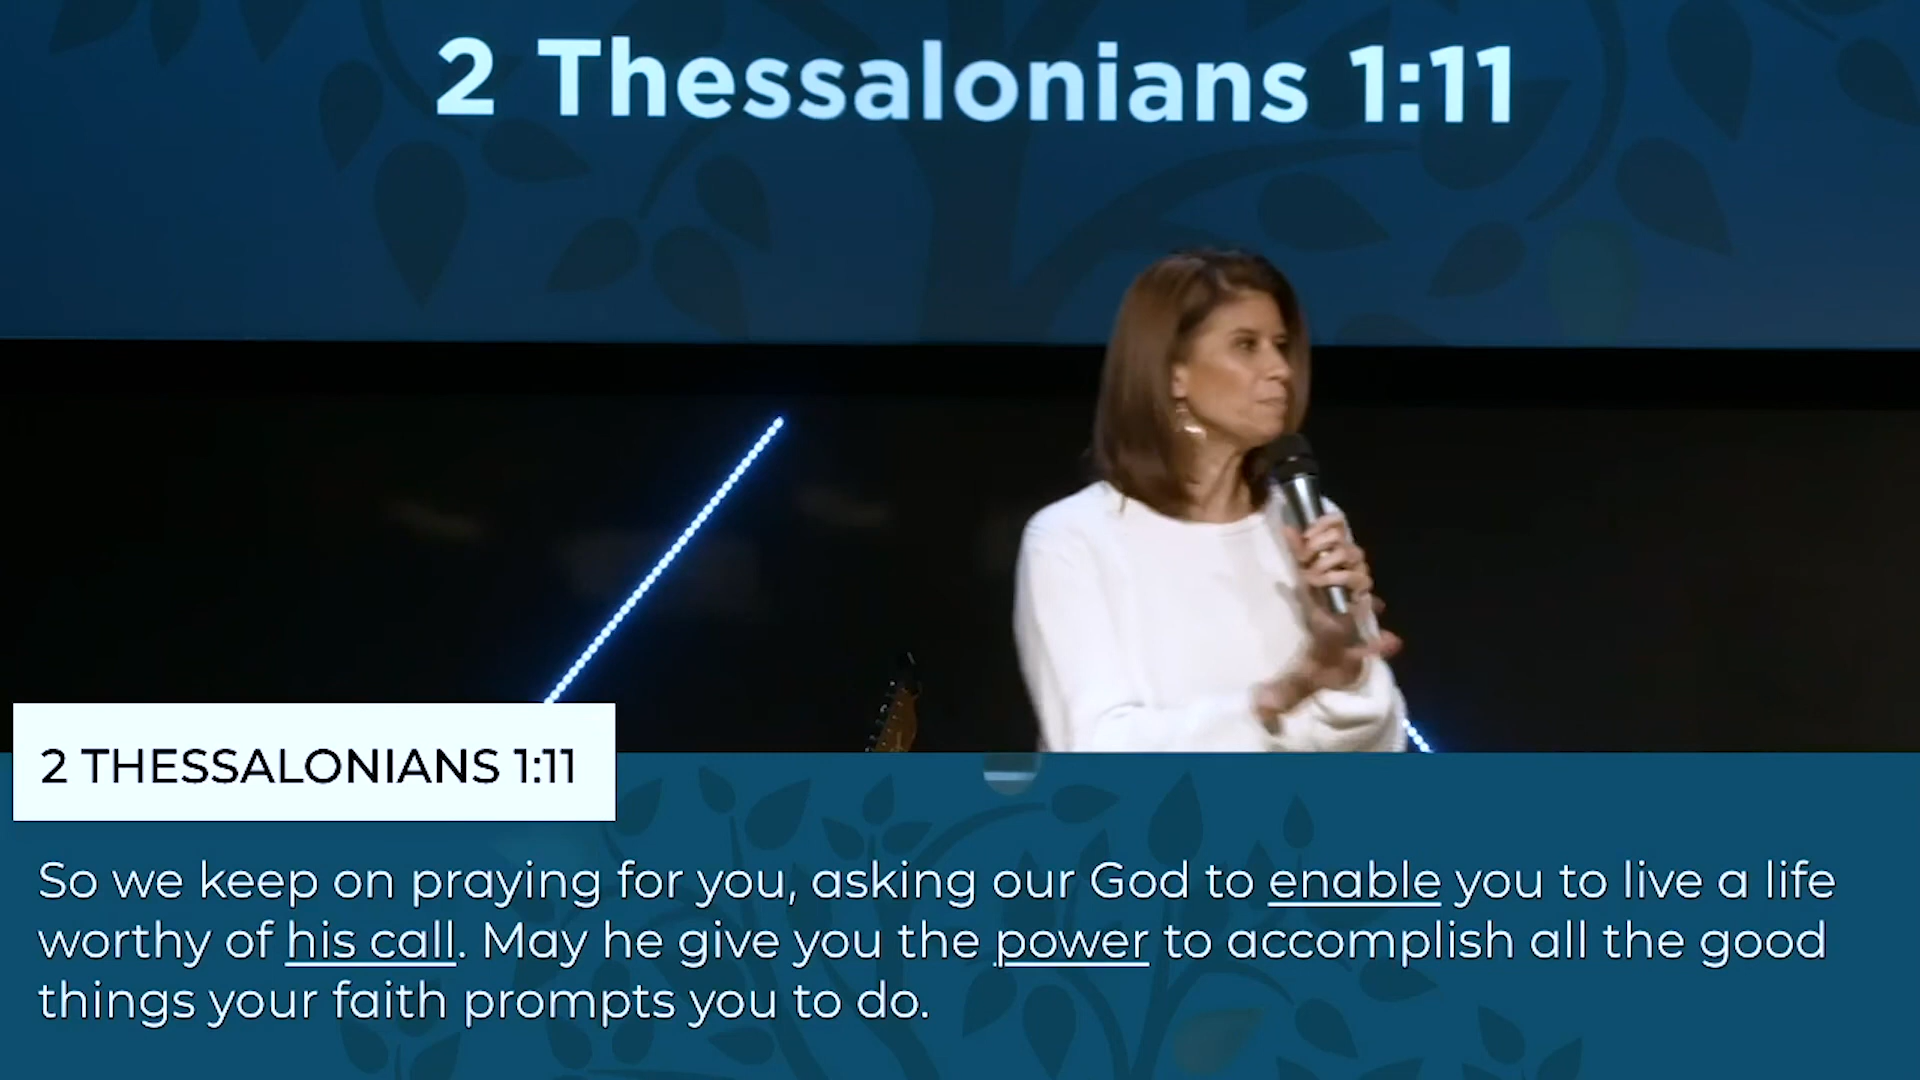 2 Thessalonians 1:11
2 THESSALONIANS 1:11
So we keep on praying for you, asking our God to enable you to live a life
worthy of his call. May he give you the power to accomplish all the good
things your faith prompts you to do.